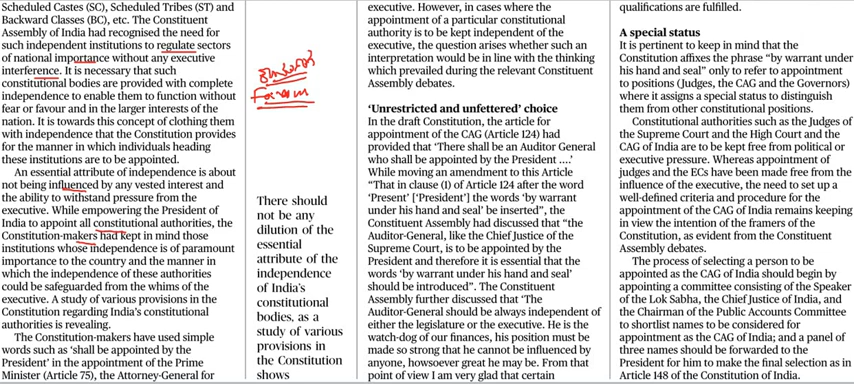 Scheduled Castes (SC), Scheduled Tribes (ST) and
Backward Classes (BC), etc. The Constituent
Assembly of India had recognised the need for
such independent institutions to regulate sectors
of national importance without any executive
interference. It is necessary that such
constitutional bodies are provided with complete
independence to enable them to function without
fear or favour and in the larger interests of the
nation. It is towards this concept of clothing them
with independence that the Constitution provides
for the manner in which individuals heading
these institutions are to be appointed.
An essential attribute of independence is about
not being influenced by any vested interest and
the ability to withstand pressure from the
executive. While empowering the President of
India to appoint all constitutional authorities, the
Constitution-makers had kept in mind those
institutions whose independence is of paramount
importance to the country and the manner in
which the independence of these authorities
could be safeguarded from the whims of the
executive. A study of various provisions in the
Constitution regarding India's constitutional
authorities is revealing.
The Constitution-makers have used simple
words such as 'shall be appointed by the
President' in the appointment of the Prime
Minister (Article 75), the Attorney-General for
There should
not be any
dilution of the
essential
attribute of the
independence
of India's
constitutional
bodies, as a
study of various
provisions in
the Constitution
shows
executive. However, in cases where the
appointment of a particular constitutional
authority is to be kept independent of the
executive, the question arises whether such an
interpretation would be in line with the thinking
which prevailed during the relevant Constituent
Assembly debates.
'Unrestricted and unfettered' choice
In the draft Constitution, the article for
appointment of the CAG (Article 124) had
provided that 'There shall be an Auditor General
who shall be appointed by the President ....'
While moving an amendment to this Article
"That in clause (1) of Article 124 after the word
'Present' ['President'] the words 'by warrant
under his hand and seal' be inserted", the
Constituent Assembly had discussed that "the
Auditor-General, like the Chief Justice of the
Supreme Court, is to be appointed by the
President and therefore it is essential that the
words 'by warrant under his hand and seal'
should be introduced". The Constituent
Assembly further discussed that 'The
Auditor-General should be always independent of
either the legislature or the executive. He is the
watch-dog of our finances, his position must be
made so strong that he cannot be influenced by
anyone, howsoever great he may be. From that
point of view I am very glad that certain
qualifications are fulfilled.
A special status
It is pertinent to keep in mind that the
Constitution affixes the phrase "by warrant under
his hand and seal" only to refer to appointment
to positions (Judges, the CAG and the Governors)
where it assigns a special status to distinguish
them from other constitutional positions.
Constitutional authorities such as the Judges of
the Supreme Court and the High Court and the
CAG of India are to be kept free from political or
executive pressure. Whereas appointment of
judges and the ECs have been made free from the
influence of the executive, the need to set up a
well-defined criteria and procedure for the
appointment of the CAG of India remains keeping
in view the intention of the framers of the
Constitution, as evident from the Constituent
Assembly debates.
The process of selecting a person to be
appointed as the CAG of India should begin by
appointing a committee consisting of the Speaker
of the Lok Sabha, the Chief Justice of India, and
the Chairman of the Public Accounts Committee
to shortlist names to be considered for
appointment as the CAG of India; and a panel of
three names should be forwarded to the
President for him to make the final selection as in
Article 148 of the Constitution of India.